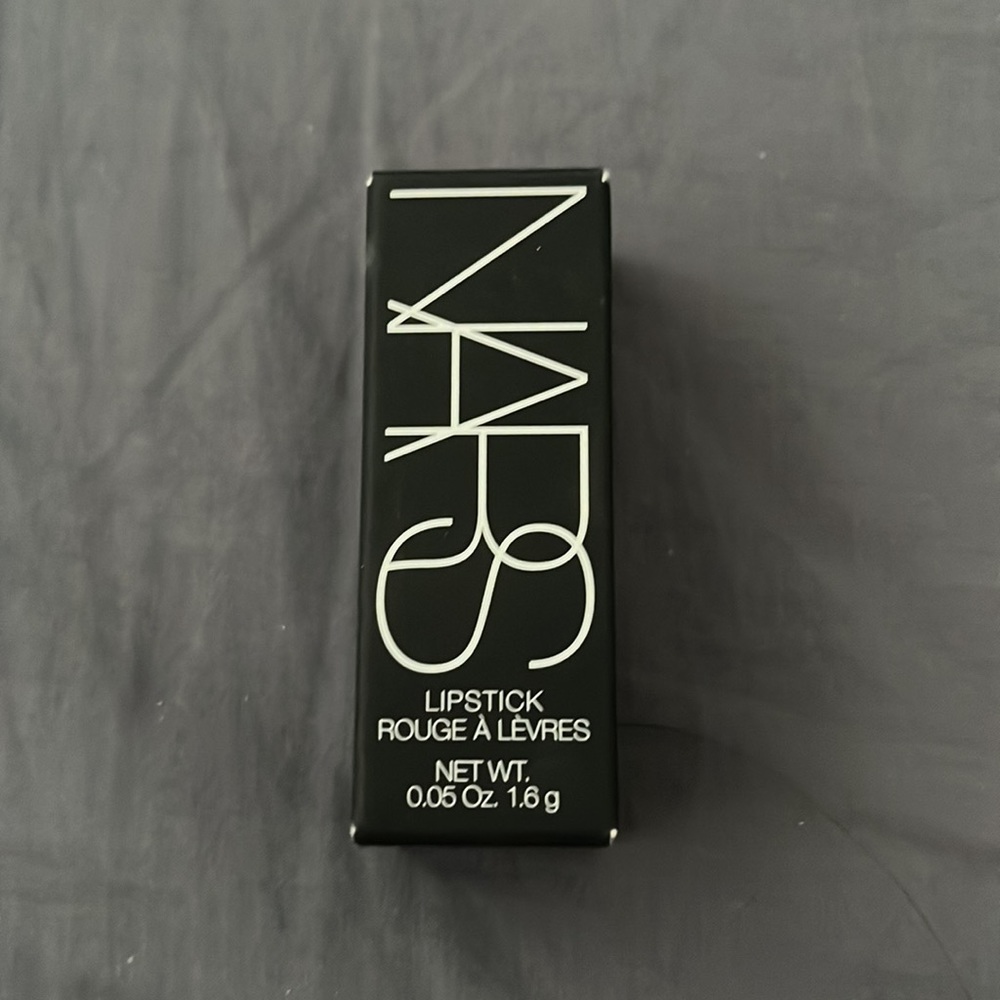 NARS
LIPSTICK
ROUGE À LÈVRES
NET WT.
0.05 Oz. 1.6 g